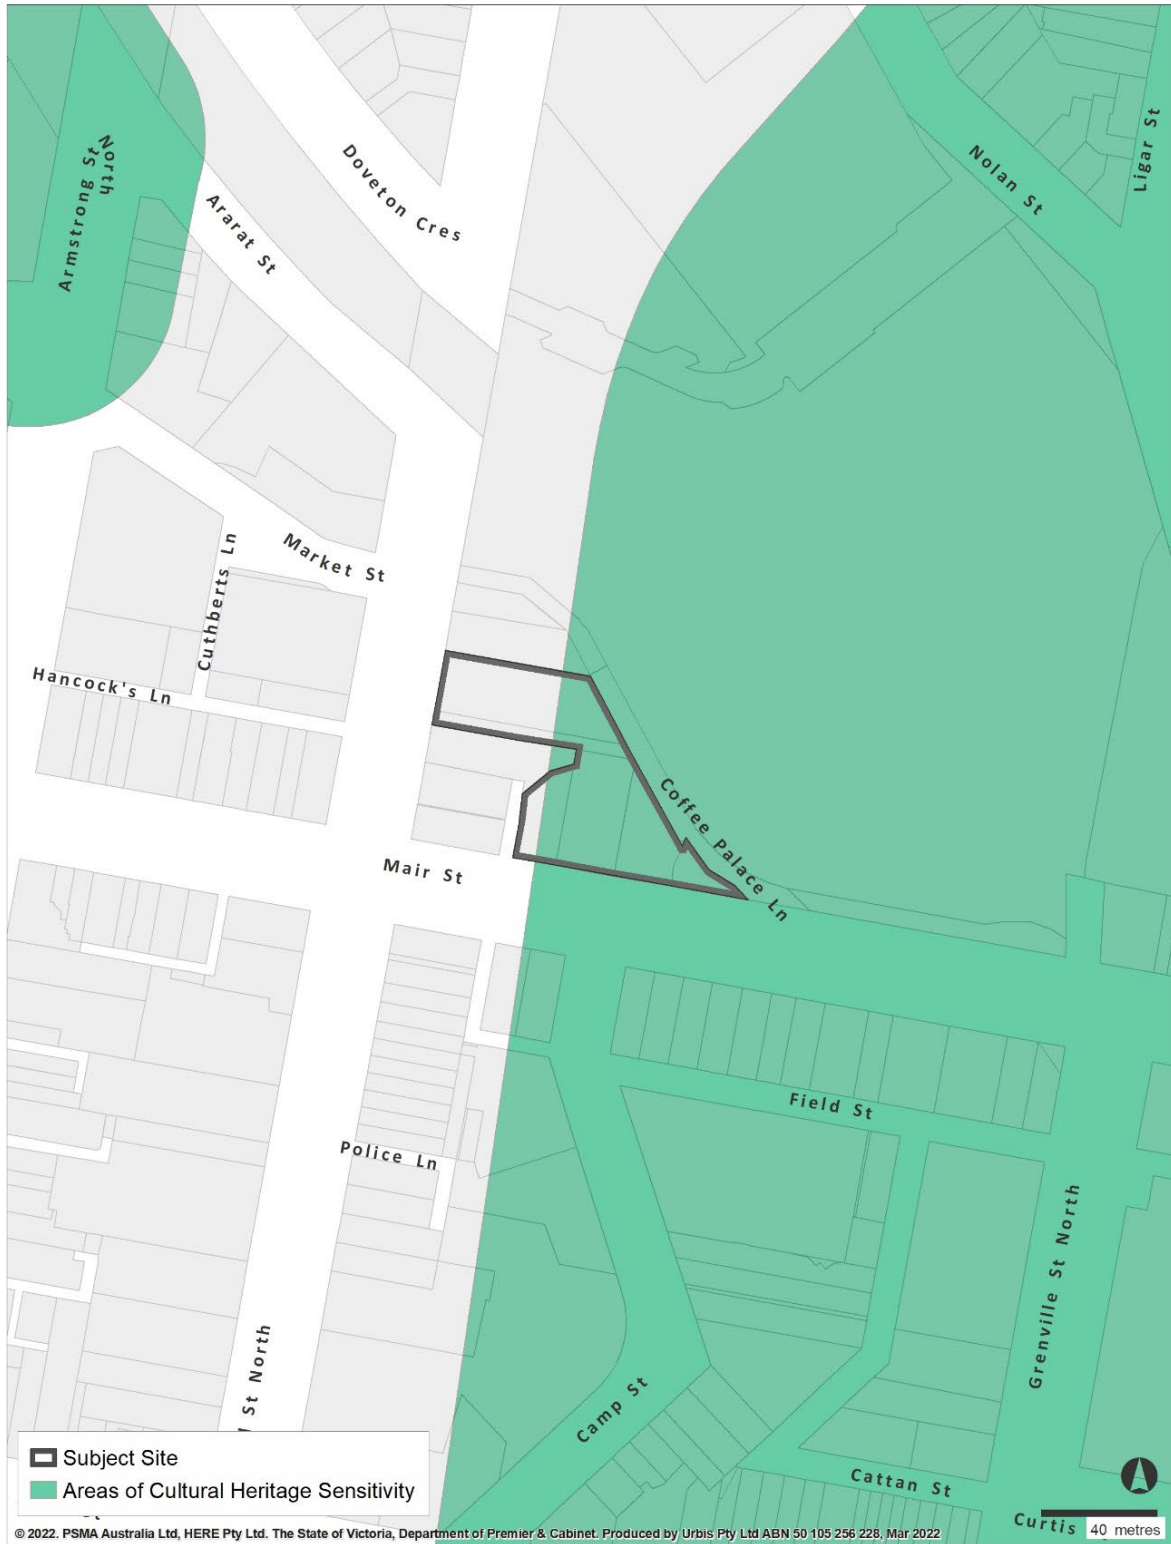 Ligar St
Nolan St
North
Armstrong St
Doveton Cres
Ararat St
Market St
Cuthberts Ln
Hancock's Ln
Coffee Palace Ln
Mair St
Field St
Police Ln
Grenville St North
St North
Camp St
Cattan St
Curtis
Subject Site
Areas of Cultural Heritage Sensitivity
40 metres
© 2022. PSMA Australia Ltd, HERE Pty Ltd. The State of Victoria, Department of Premier & Cabinet. Produced by Urbis Pty Ltd ABN 50 105 256 228, Mar 2022